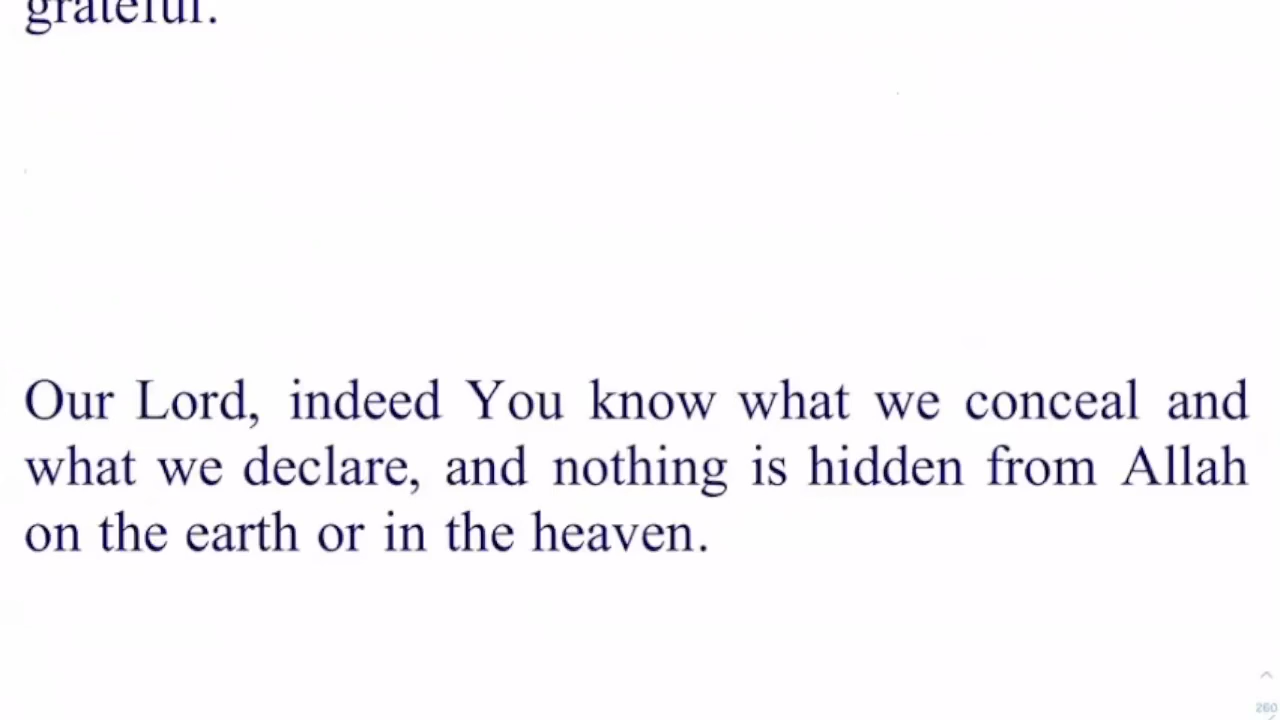 grateful.
Our Lord, indeed You know what we conceal and
what we declare, and nothing is hidden from Allah
on the earth or in the heaven.
260